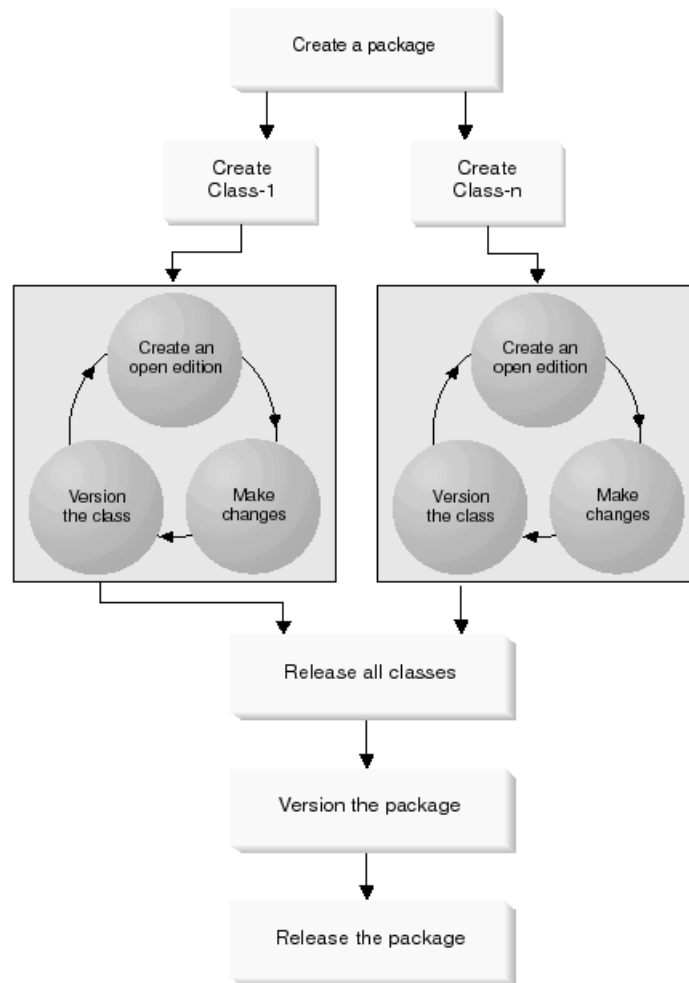 Create a package
Create
Class-1
Create
Class-n
Create an
open edition
Version
the class
Make
changes
Create an
open edition
Version
the class
Make
changes
Release all classes
Version the package
Release the package